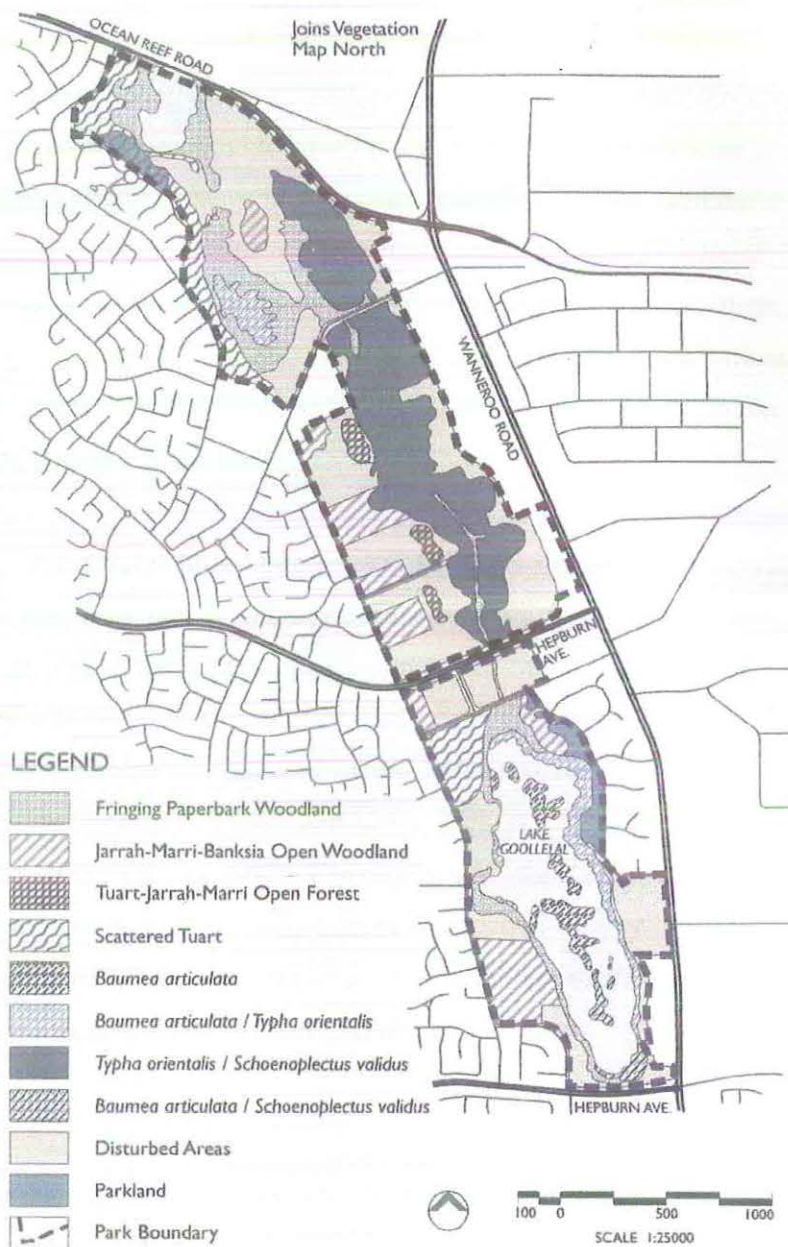 Joins Vegetation
Map North
OCEAN REEF ROAD
WANNEROO ROAD
HEPBURN
AVE.
LAKE
GOOLLELAL
HEPBURN AVE.
LEGEND
Fringing Paperbark Woodland
Jarrah-Marri-Banksia Open Woodland
Tuart-Jarrah-Marri Open Forest
Scattered Tuart
Baumea articulata
Baumea articulata / Typha orientalis
Typha orientalis / Schoenoplectus validus
Baumea articulata / Schoenoplectus validus
Disturbed Areas
Parkland
Park Boundary
100 0 500 1000
SCALE 1:25000